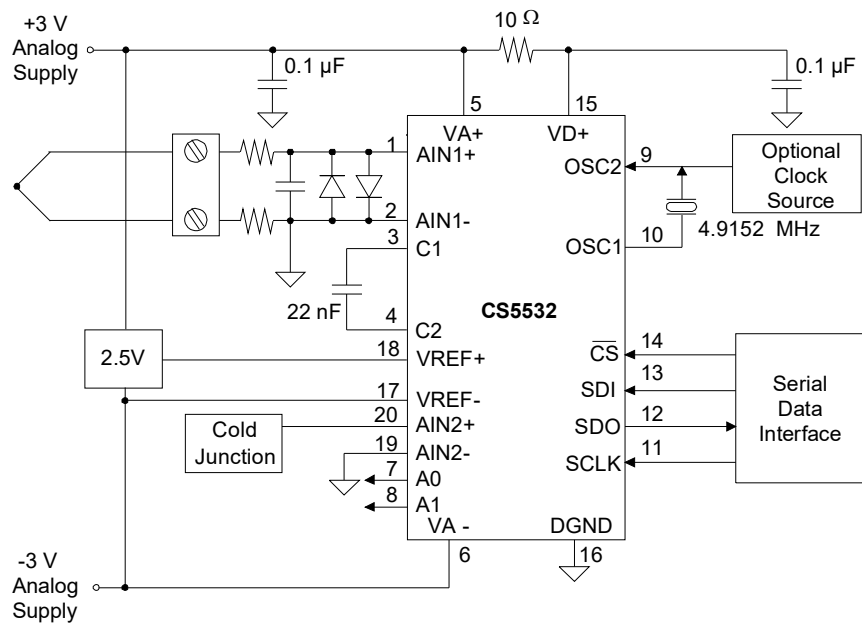 +3 V
Analog
Supply
10 Ω
0.1 µF
0.1 µF
5
15
VA+
VD+
1
AIN1+
OSC2
9
Optional
Clock
Source
2
AIN1-
3
C1
OSC1
10
4.9152 MHz
22 nF
4
C2
CS5532
2.5V
18
VREF+
CS
14
17
VREF-
SDI
13
Serial
Data
Interface
Cold
Junction
20
AIN2+
SDO
12
19
AIN2-
SCLK
11
7
A0
8
A1
VA -
DGND
6
16
-3 V
Analog
Supply